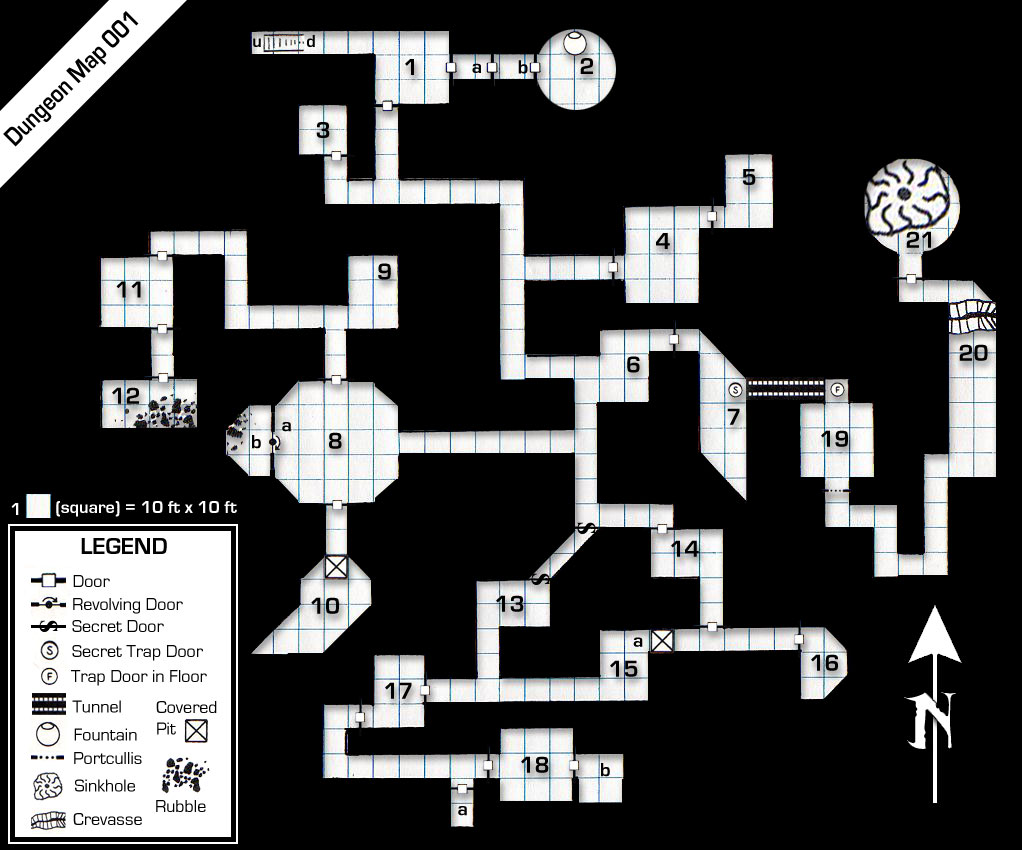 Dungeon Map 001
u d
1
a
b
2
3
4
5
21
11
9
6
20
12
8
a
b
7
S
F
19
1 (square) = 10 ft x 10 ft
14
13
10
a
15
16
17
18
a
b
LEGEND
Door
Revolving Door
Secret Door
S Secret Trap Door
F Trap Door in Floor
Tunnel
Fountain
Portcullis
Sinkhole
Crevasse
Covered
Pit
Rubble
N